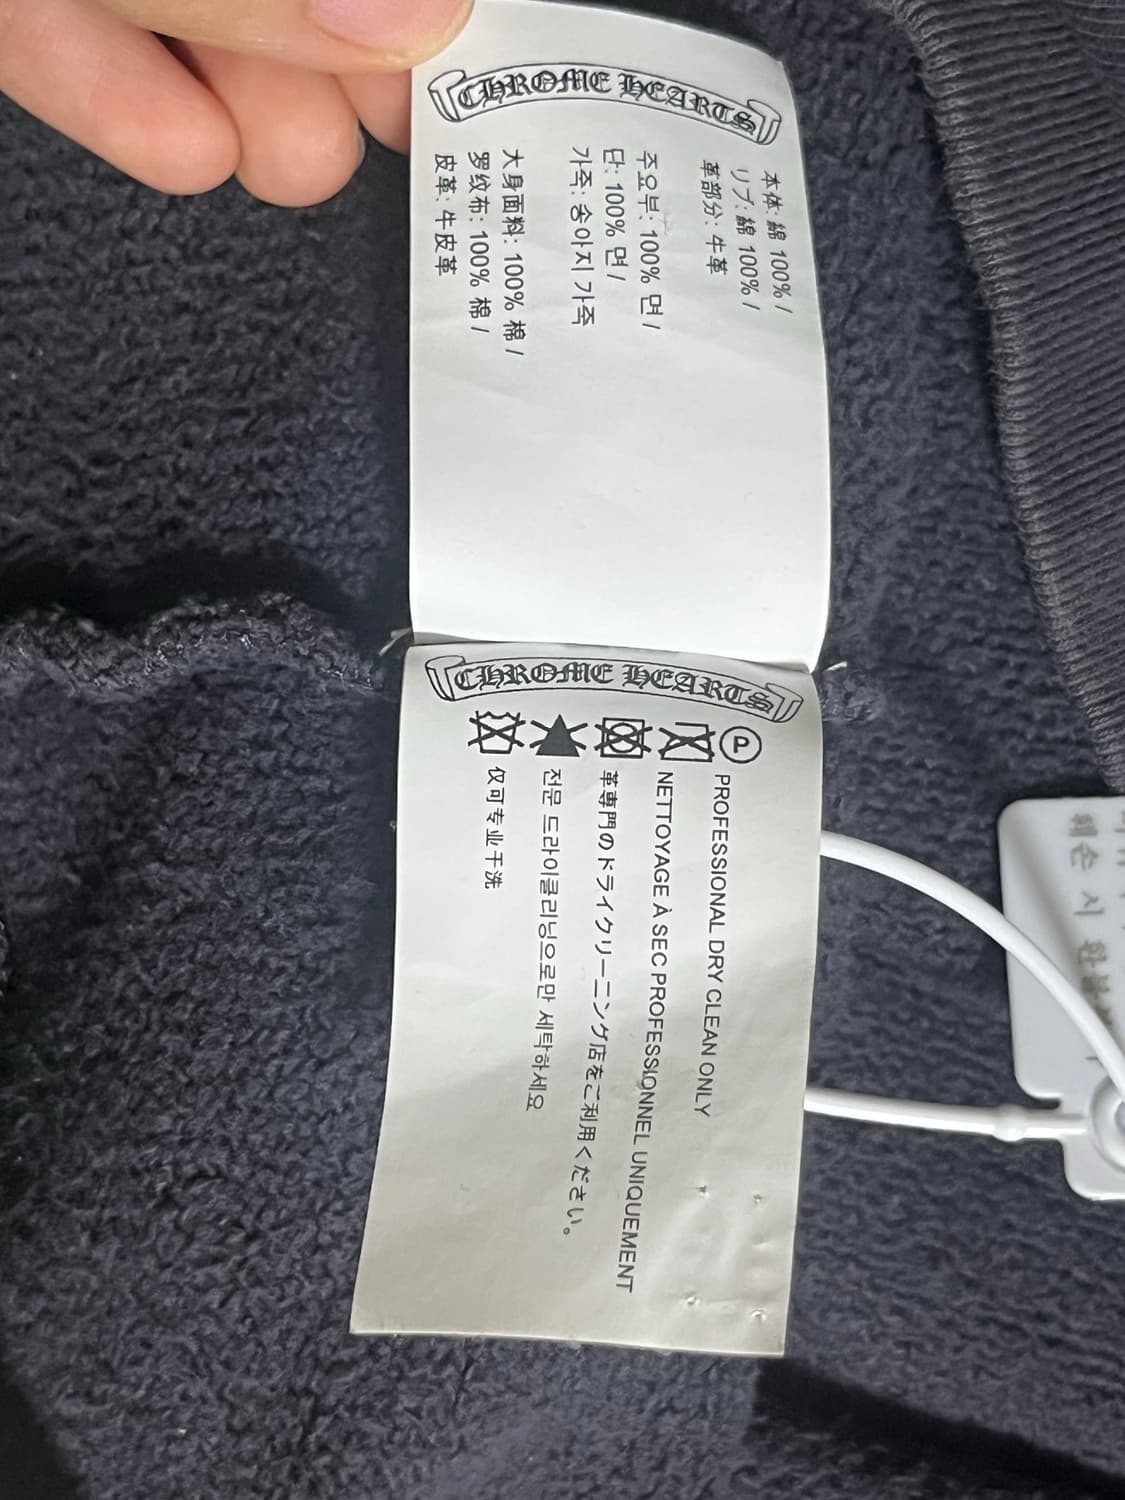 CHROME HEARTS
本体: 綿 100% /
リブ: 綿 100% /
革部分: 牛革
주요부: 100% 면 /
단: 100% 면 /
가죽: 송아지 가죽
大身面料: 100% 棉 /
罗纹布: 100% 棉 /
皮革: 牛皮革
CHROME HEARTS
P
PROFESSIONAL DRY CLEAN ONLY
NETTOYAGE À SEC PROFESSIONNEL UNIQUEMENT
革専門のドライクリーニング店をご利用ください。
전문 드라이클리닝으로만 세탁하세요
仅可专业干洗
훼손 시